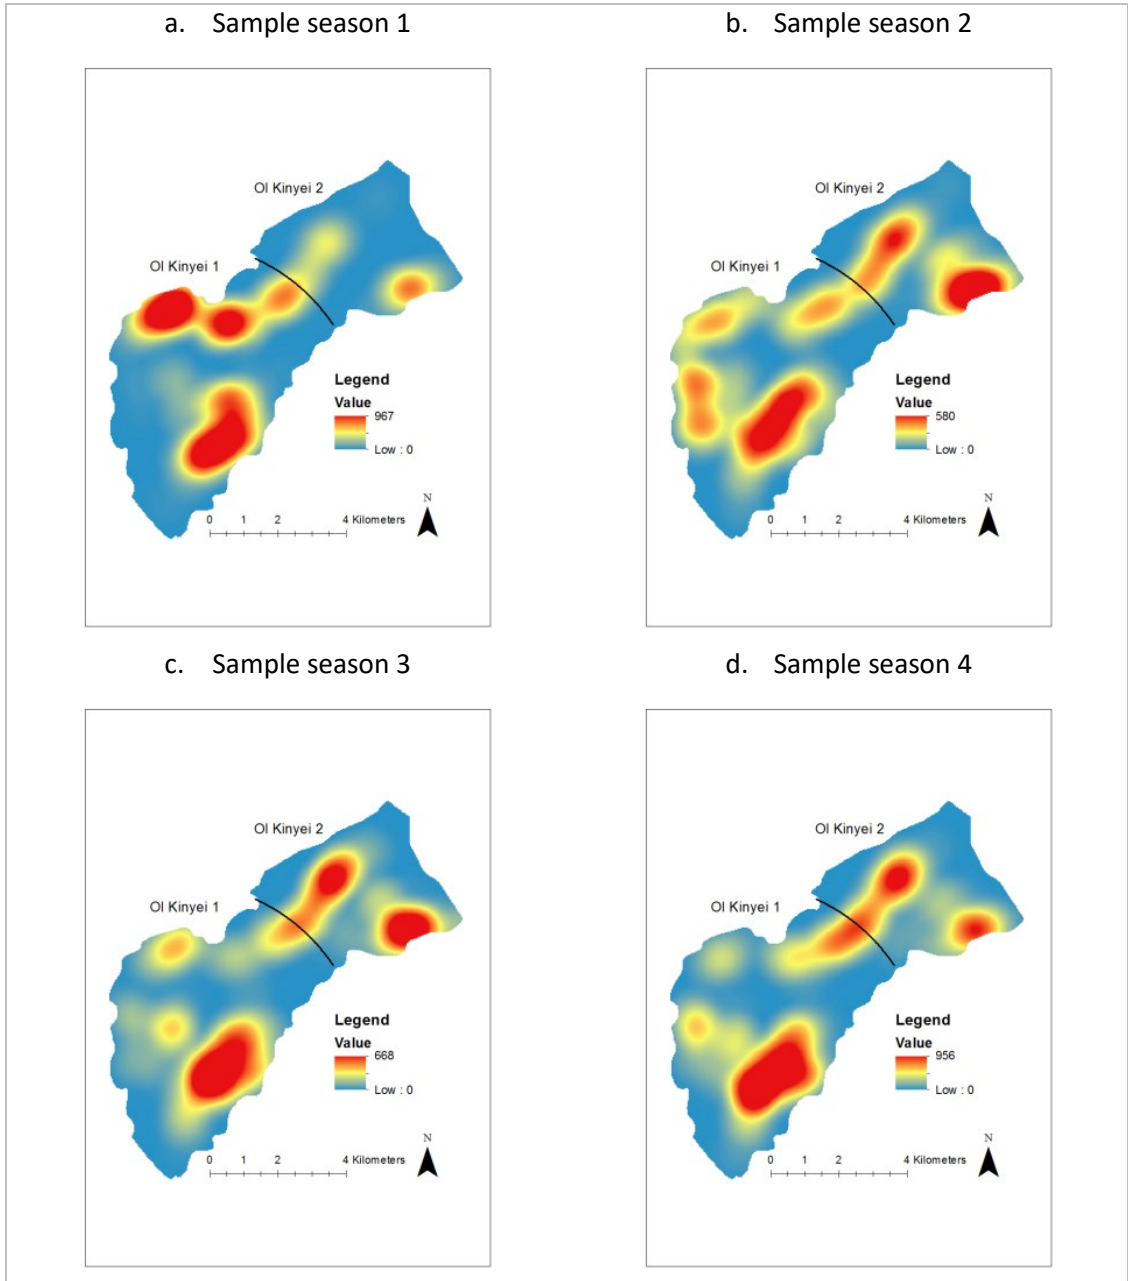 a. Sample season 1
b. Sample season 2
Ol Kinyei 2
Ol Kinyei 1
Legend
Value
967
Low : 0
N
0 1 2 4 Kilometers
Ol Kinyei 2
Ol Kinyei 1
Legend
Value
580
Low : 0
N
0 1 2 4 Kilometers
c. Sample season 3
d. Sample season 4
Ol Kinyei 2
Ol Kinyei 1
Legend
Value
668
Low : 0
N
0 1 2 4 Kilometers
Ol Kinyei 2
Ol Kinyei 1
Legend
Value
956
Low : 0
N
0 1 2 4 Kilometers